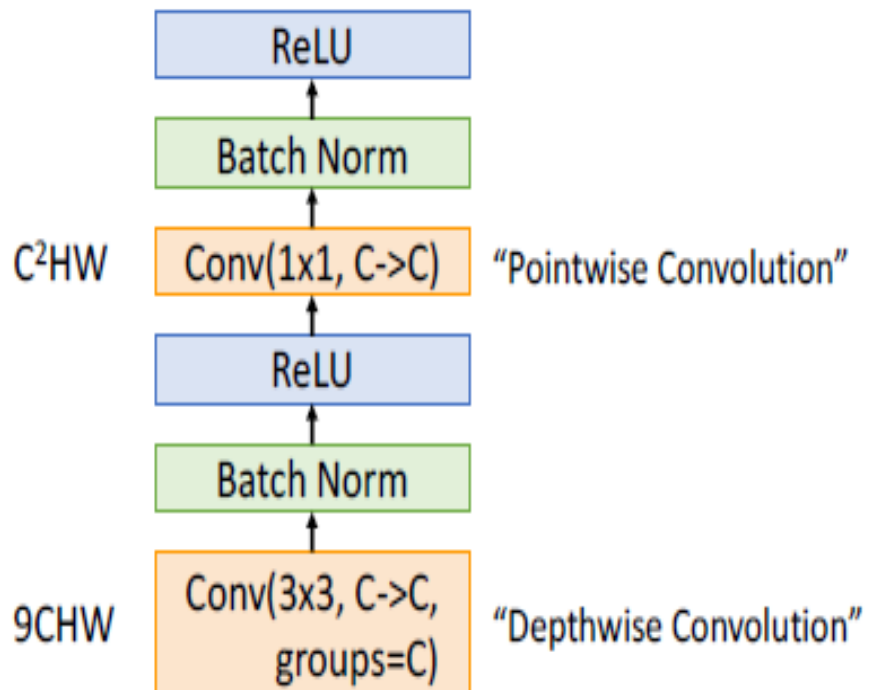 ReLU
Batch Norm
C²HW
Conv(1x1, C->C)
“Pointwise Convolution”
ReLU
Batch Norm
9CHW
Conv(3x3, C->C,
groups=C)
“Depthwise Convolution”